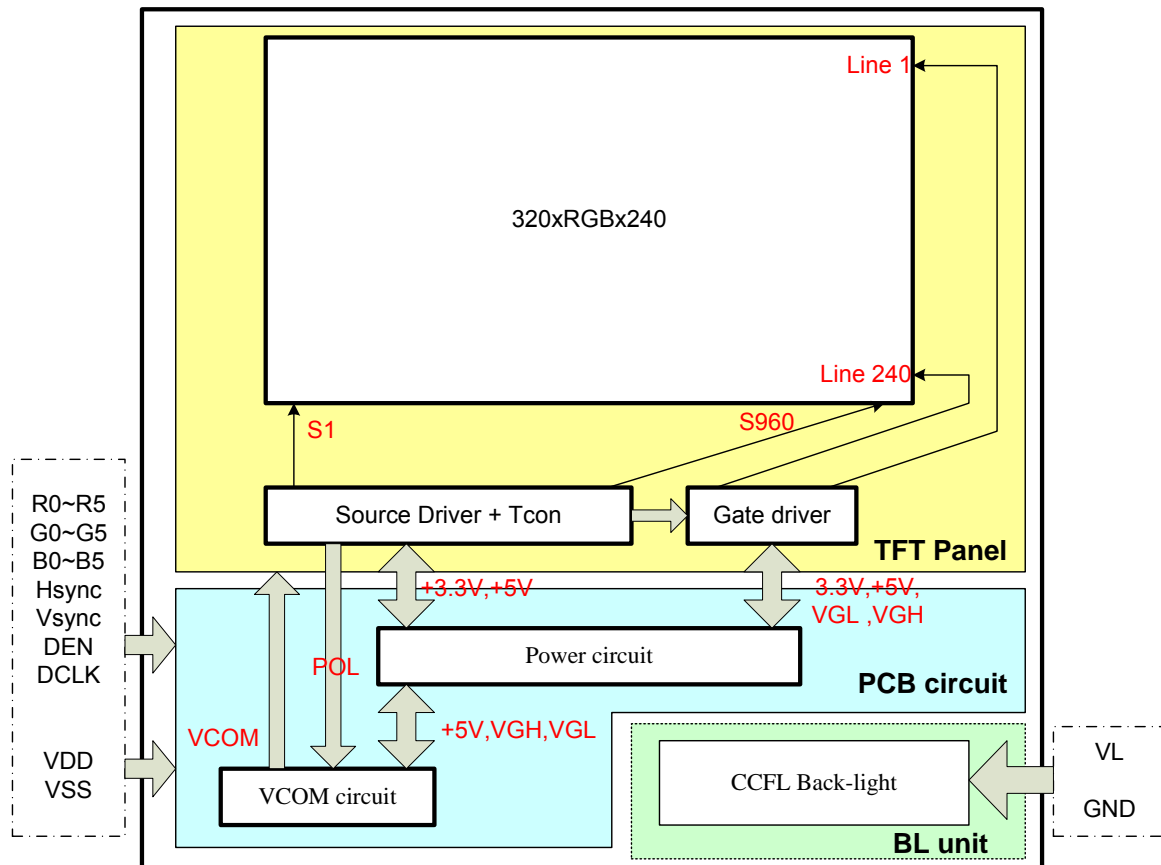 Line 1
320xRGBx240
Line 240
S1
S960
Source Driver + Tcon
Gate driver
TFT Panel
R0~R5
G0~G5
B0~B5
Hsync
Vsync
DEN
DCLK
VDD
VSS
+3.3V,+5V
3.3V,+5V,
VGL ,VGH
POL
Power circuit
PCB circuit
VCOM
+5V,VGH,VGL
VCOM circuit
CCFL Back-light
BL unit
VL
GND